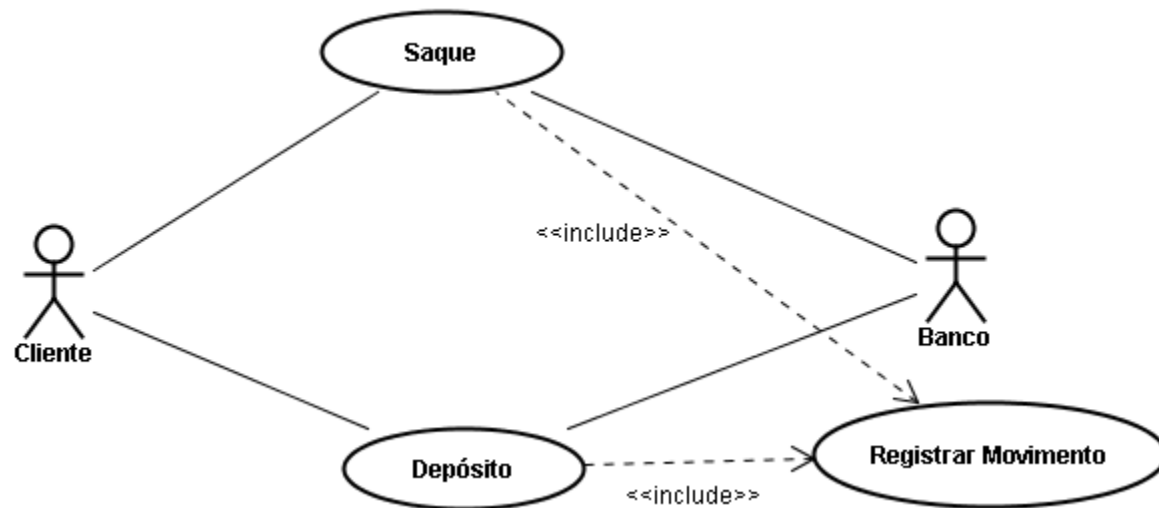 Saque
<<include>>
Cliente
Banco
Depósito
Registrar Movimento
<<include>>